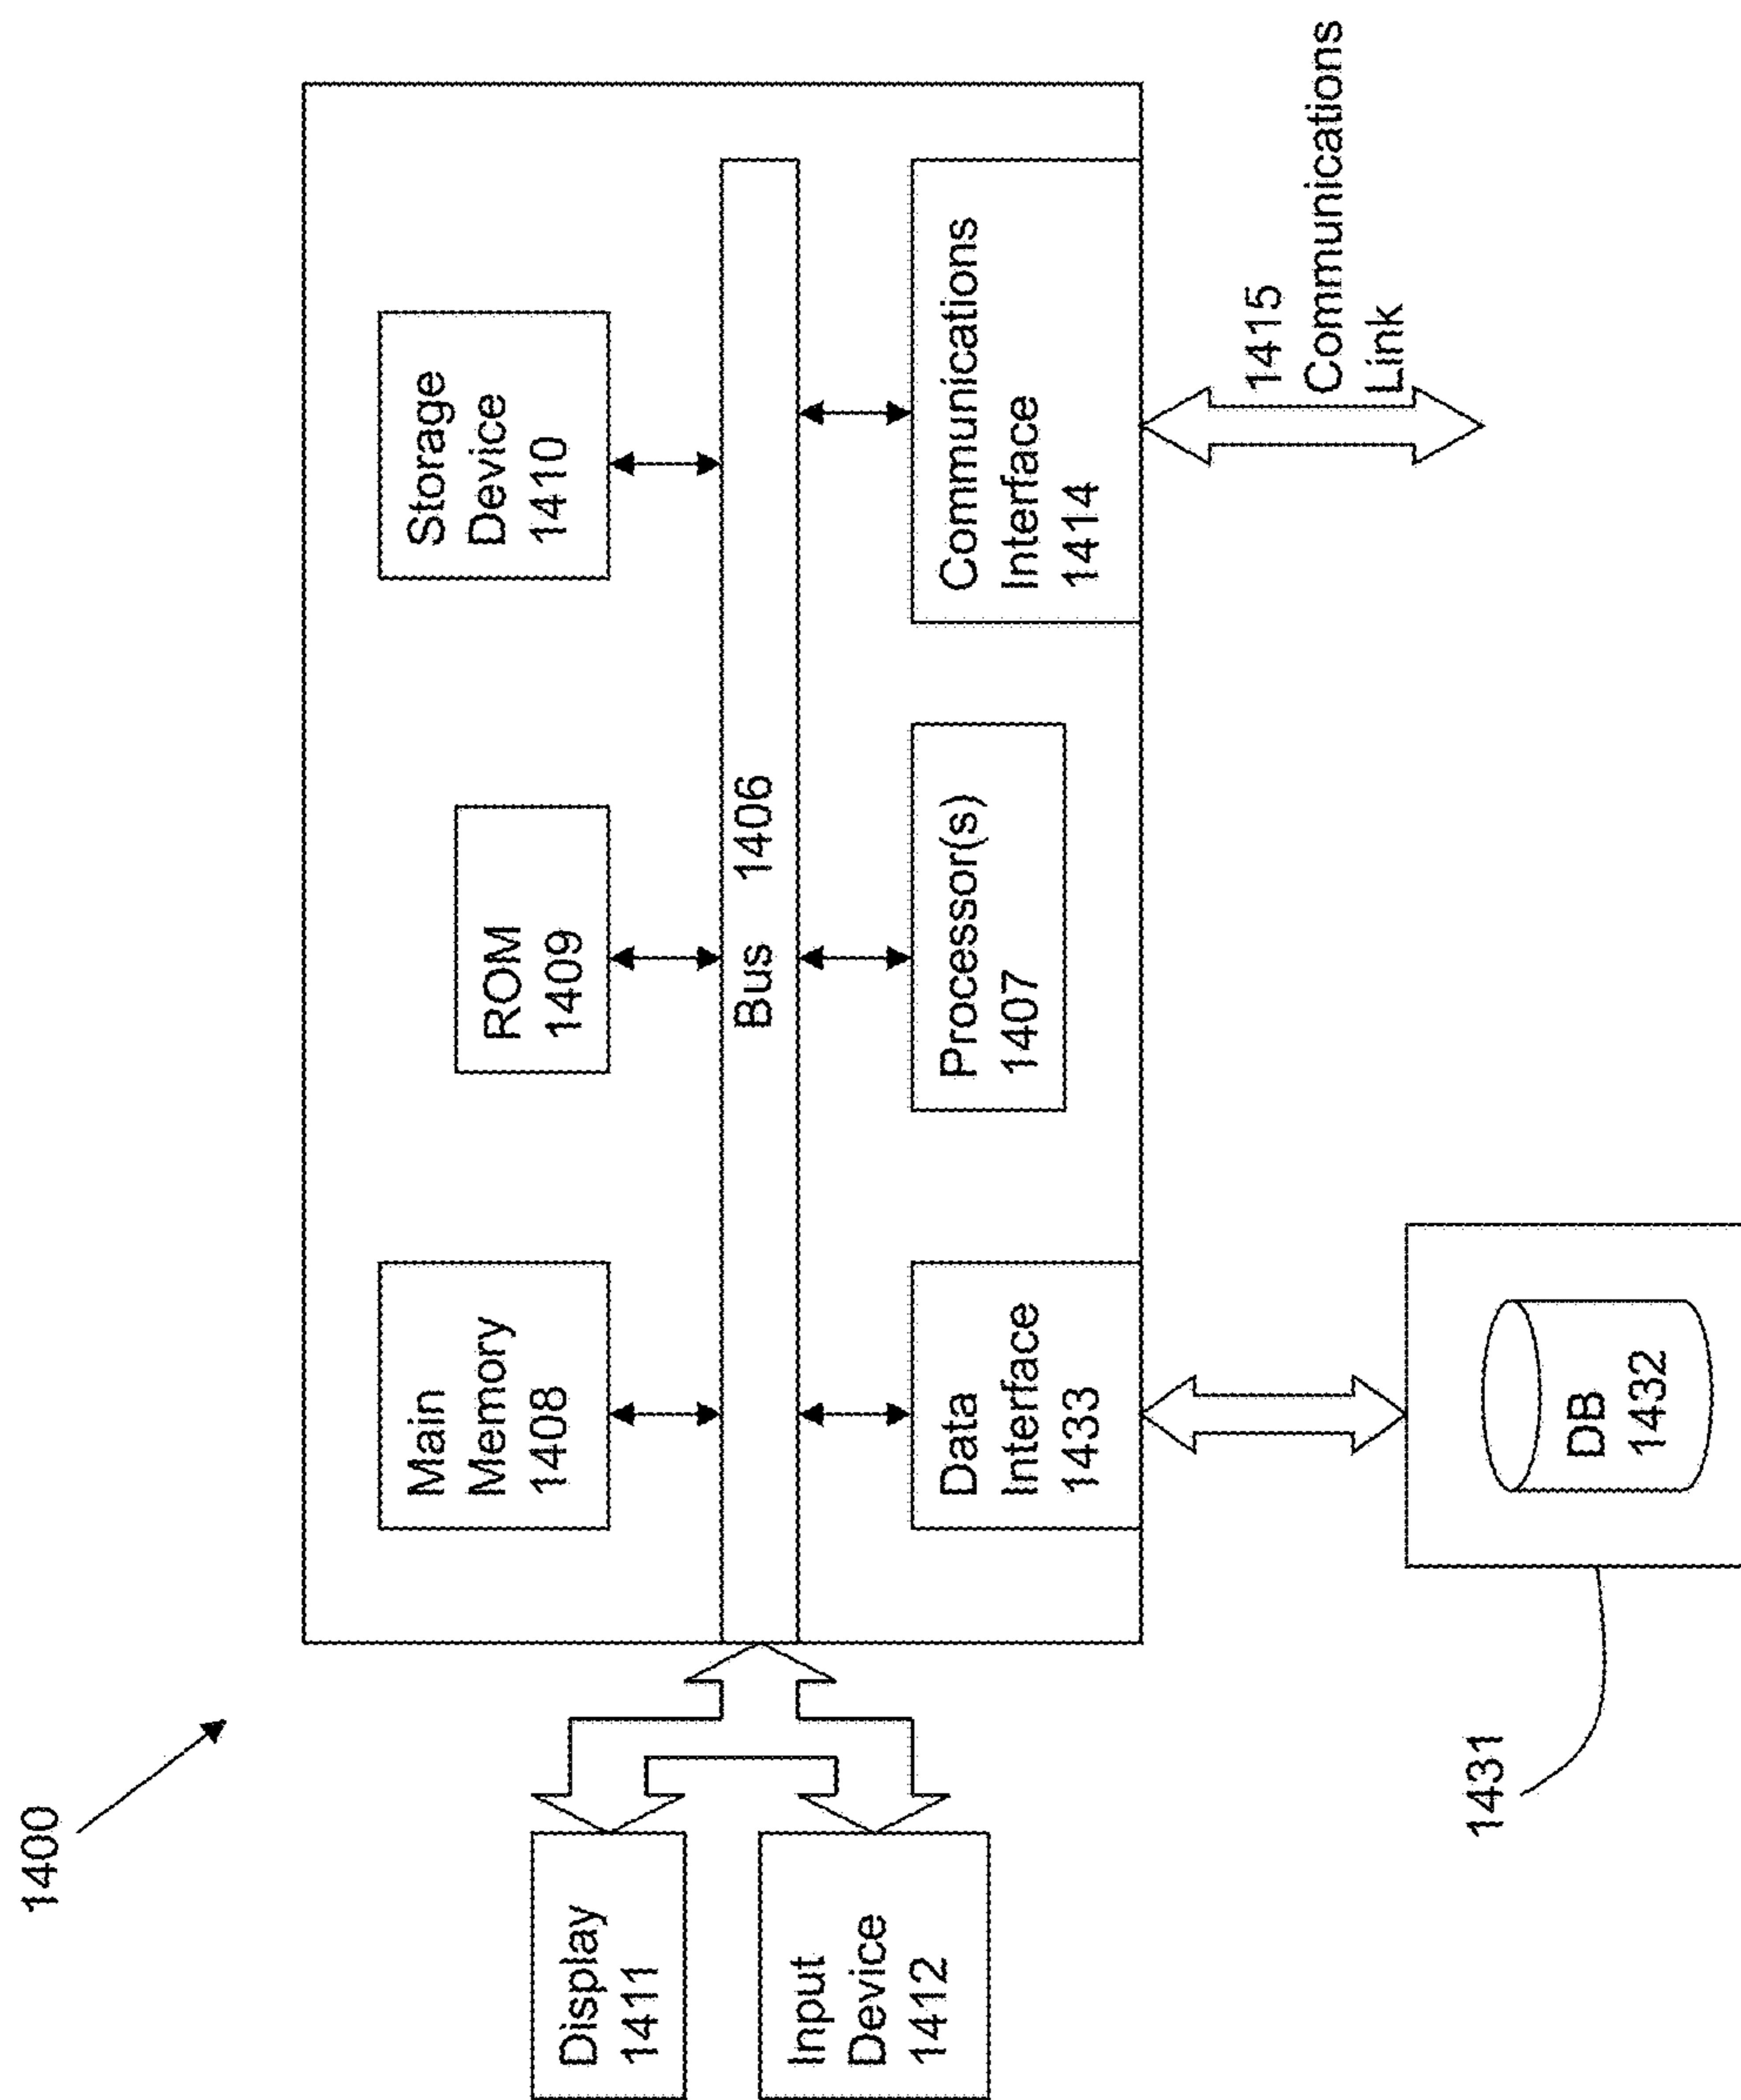 1400
Display
1411
Input
Device
1412
Main
Memory
1408
ROM
1409
Storage
Device
1410
Bus 1406
Data
Interface
1433
Processor(s)
1407
Communications
Interface
1414
1415
Communications
Link
1431
DB
1432